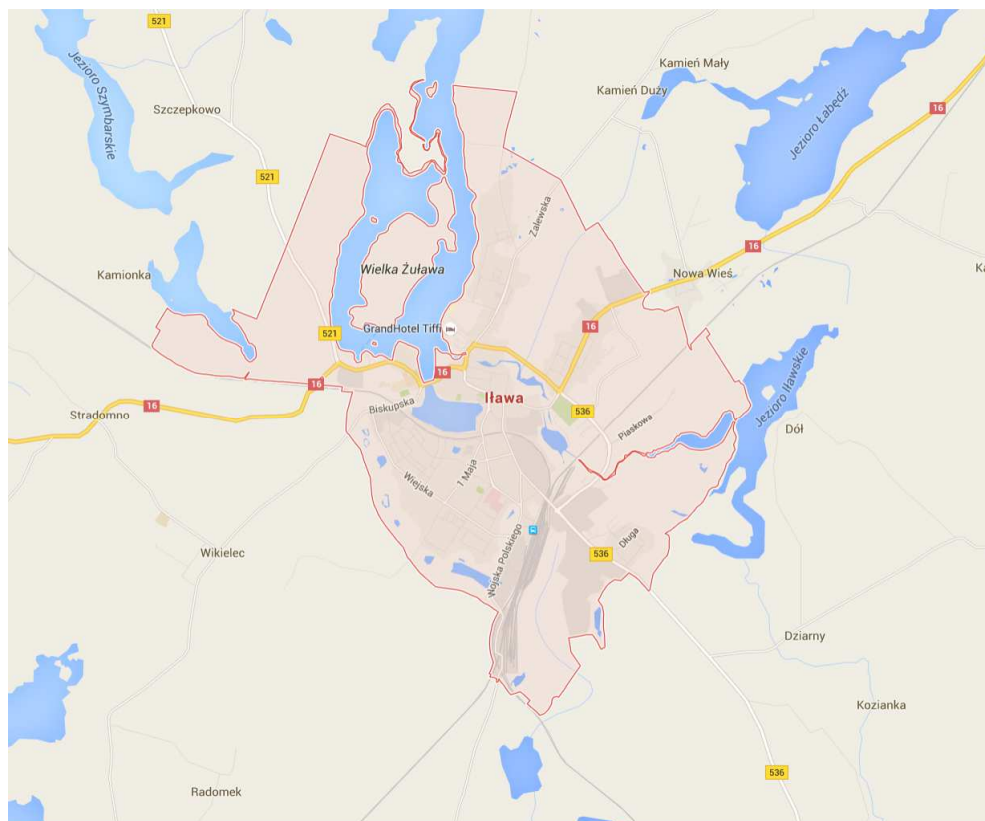 521
Jezioro Szymbarskie
Kamień Mały
Kamień Duży
Szczepkowo
16
Jezioro Łabędź
521
Zalewska
16
Wielka Żuława
Kamionka
Nowa Wieś
Ka
GrandHotel Tiffi
521
16
16
16
Iława
Jezioro Iławskie
Biskupska
16
Stradomno
536
Piaskowa
Dół
1 Maja
Wiejska
Wojska Polskiego
Długa
536
Wikielec
Dziarny
Kozianka
536
Radomek